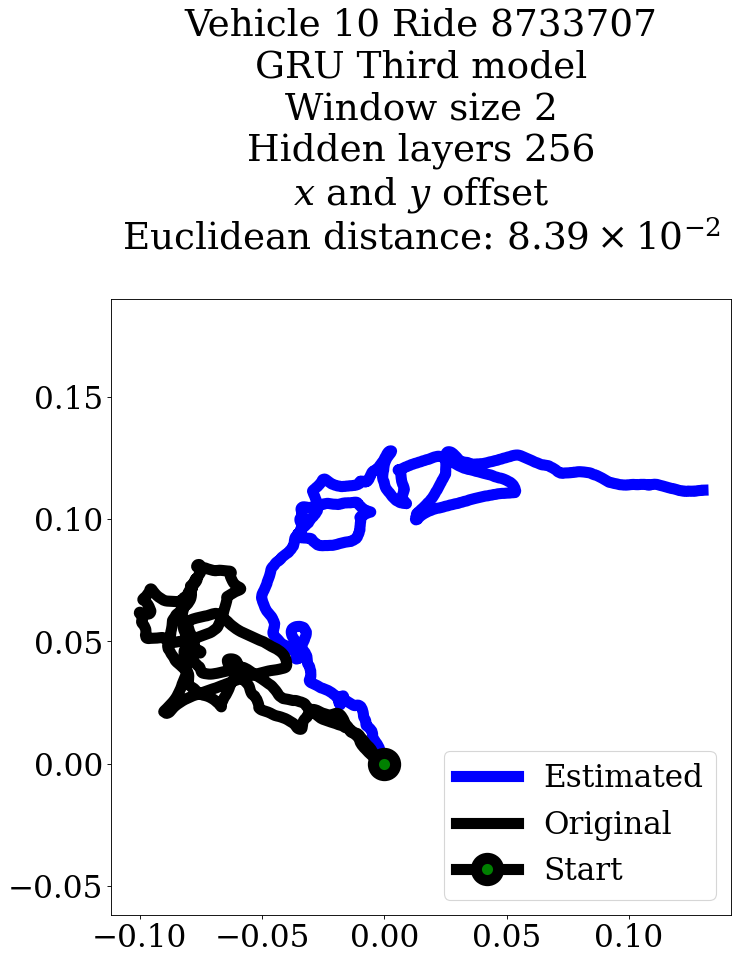 Vehicle 10 Ride 8733707
GRU Third model
Window size 2
Hidden layers 256
x and y offset
Euclidean distance: 8.39 × 10⁻²
0.15
0.10
0.05
0.00
−0.05
Estimated
Original
Start
−0.10 −0.05 0.00 0.05 0.10